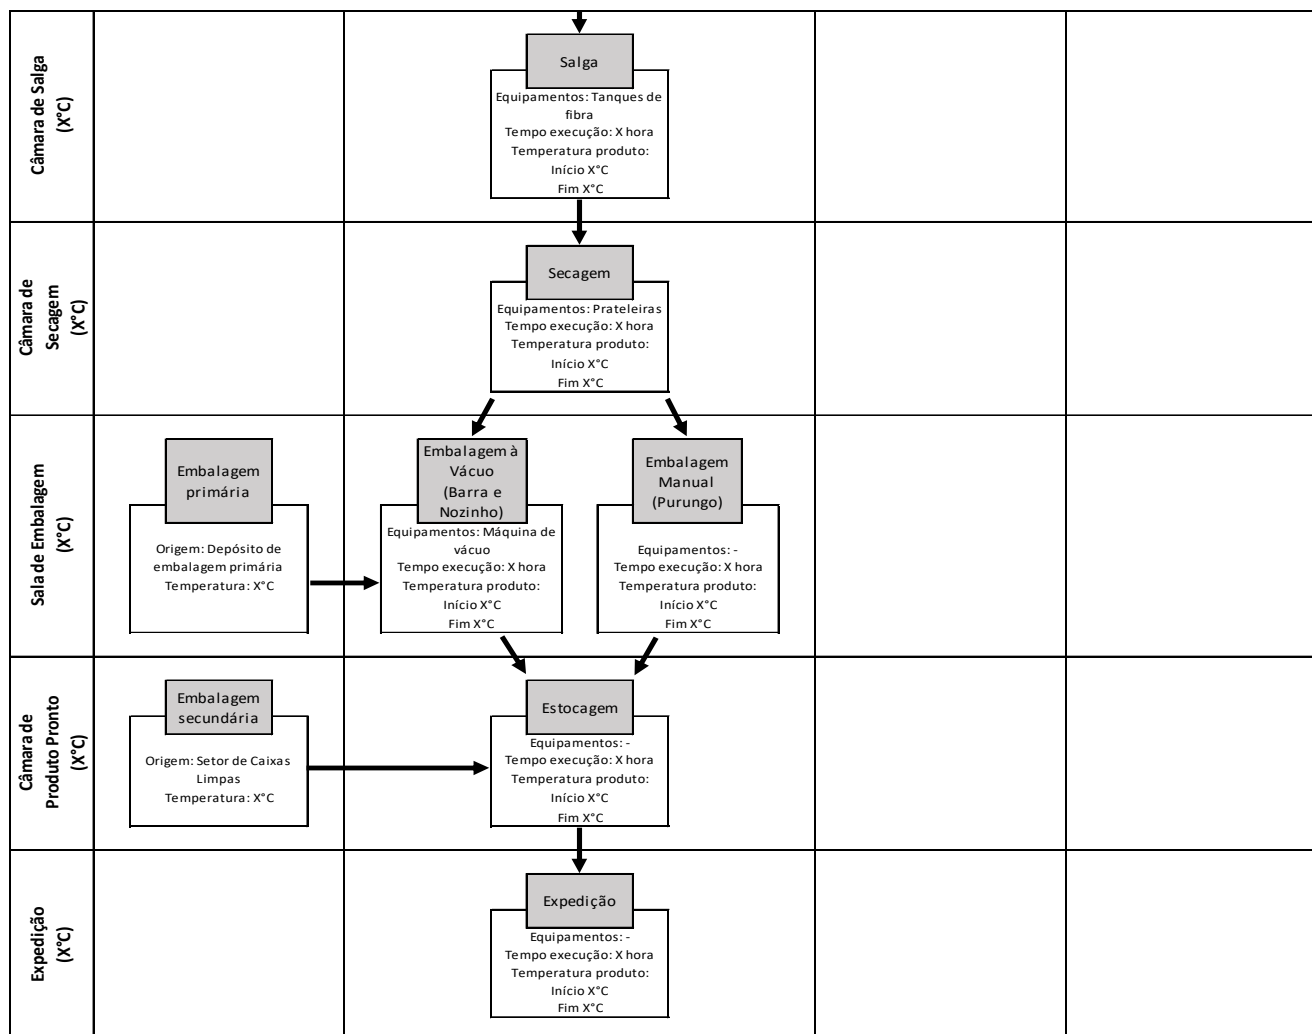 Câmara de Salga
(X°C)
Salga
Equipamentos: Tanques de
fibra
Tempo execução: X hora
Temperatura produto:
Início X°C
Fim X°C
Câmara de
Secagem
(X°C)
Secagem
Equipamentos: Prateleiras
Tempo execução: X hora
Temperatura produto:
Início X°C
Fim X°C
Sala de Embalagem
(X°C)
Embalagem
primária
Origem: Depósito de
embalagem primária
Temperatura: X°C
Embalagem à
Vácuo
(Barra e
Nozinho)
Equipamentos: Máquina de
vácuo
Tempo execução: X hora
Temperatura produto:
Início X°C
Fim X°C
Embalagem
Manual
(Purungo)
Equipamentos: -
Tempo execução: X hora
Temperatura produto:
Início X°C
Fim X°C
Câmara de
Produto Pronto
(X°C)
Embalagem
secundária
Origem: Setor de Caixas
Limpas
Temperatura: X°C
Estocagem
Equipamentos: -
Tempo execução: X hora
Temperatura produto:
Início X°C
Fim X°C
Expedição
(X°C)
Expedição
Equipamentos: -
Tempo execução: X hora
Temperatura produto:
Início X°C
Fim X°C